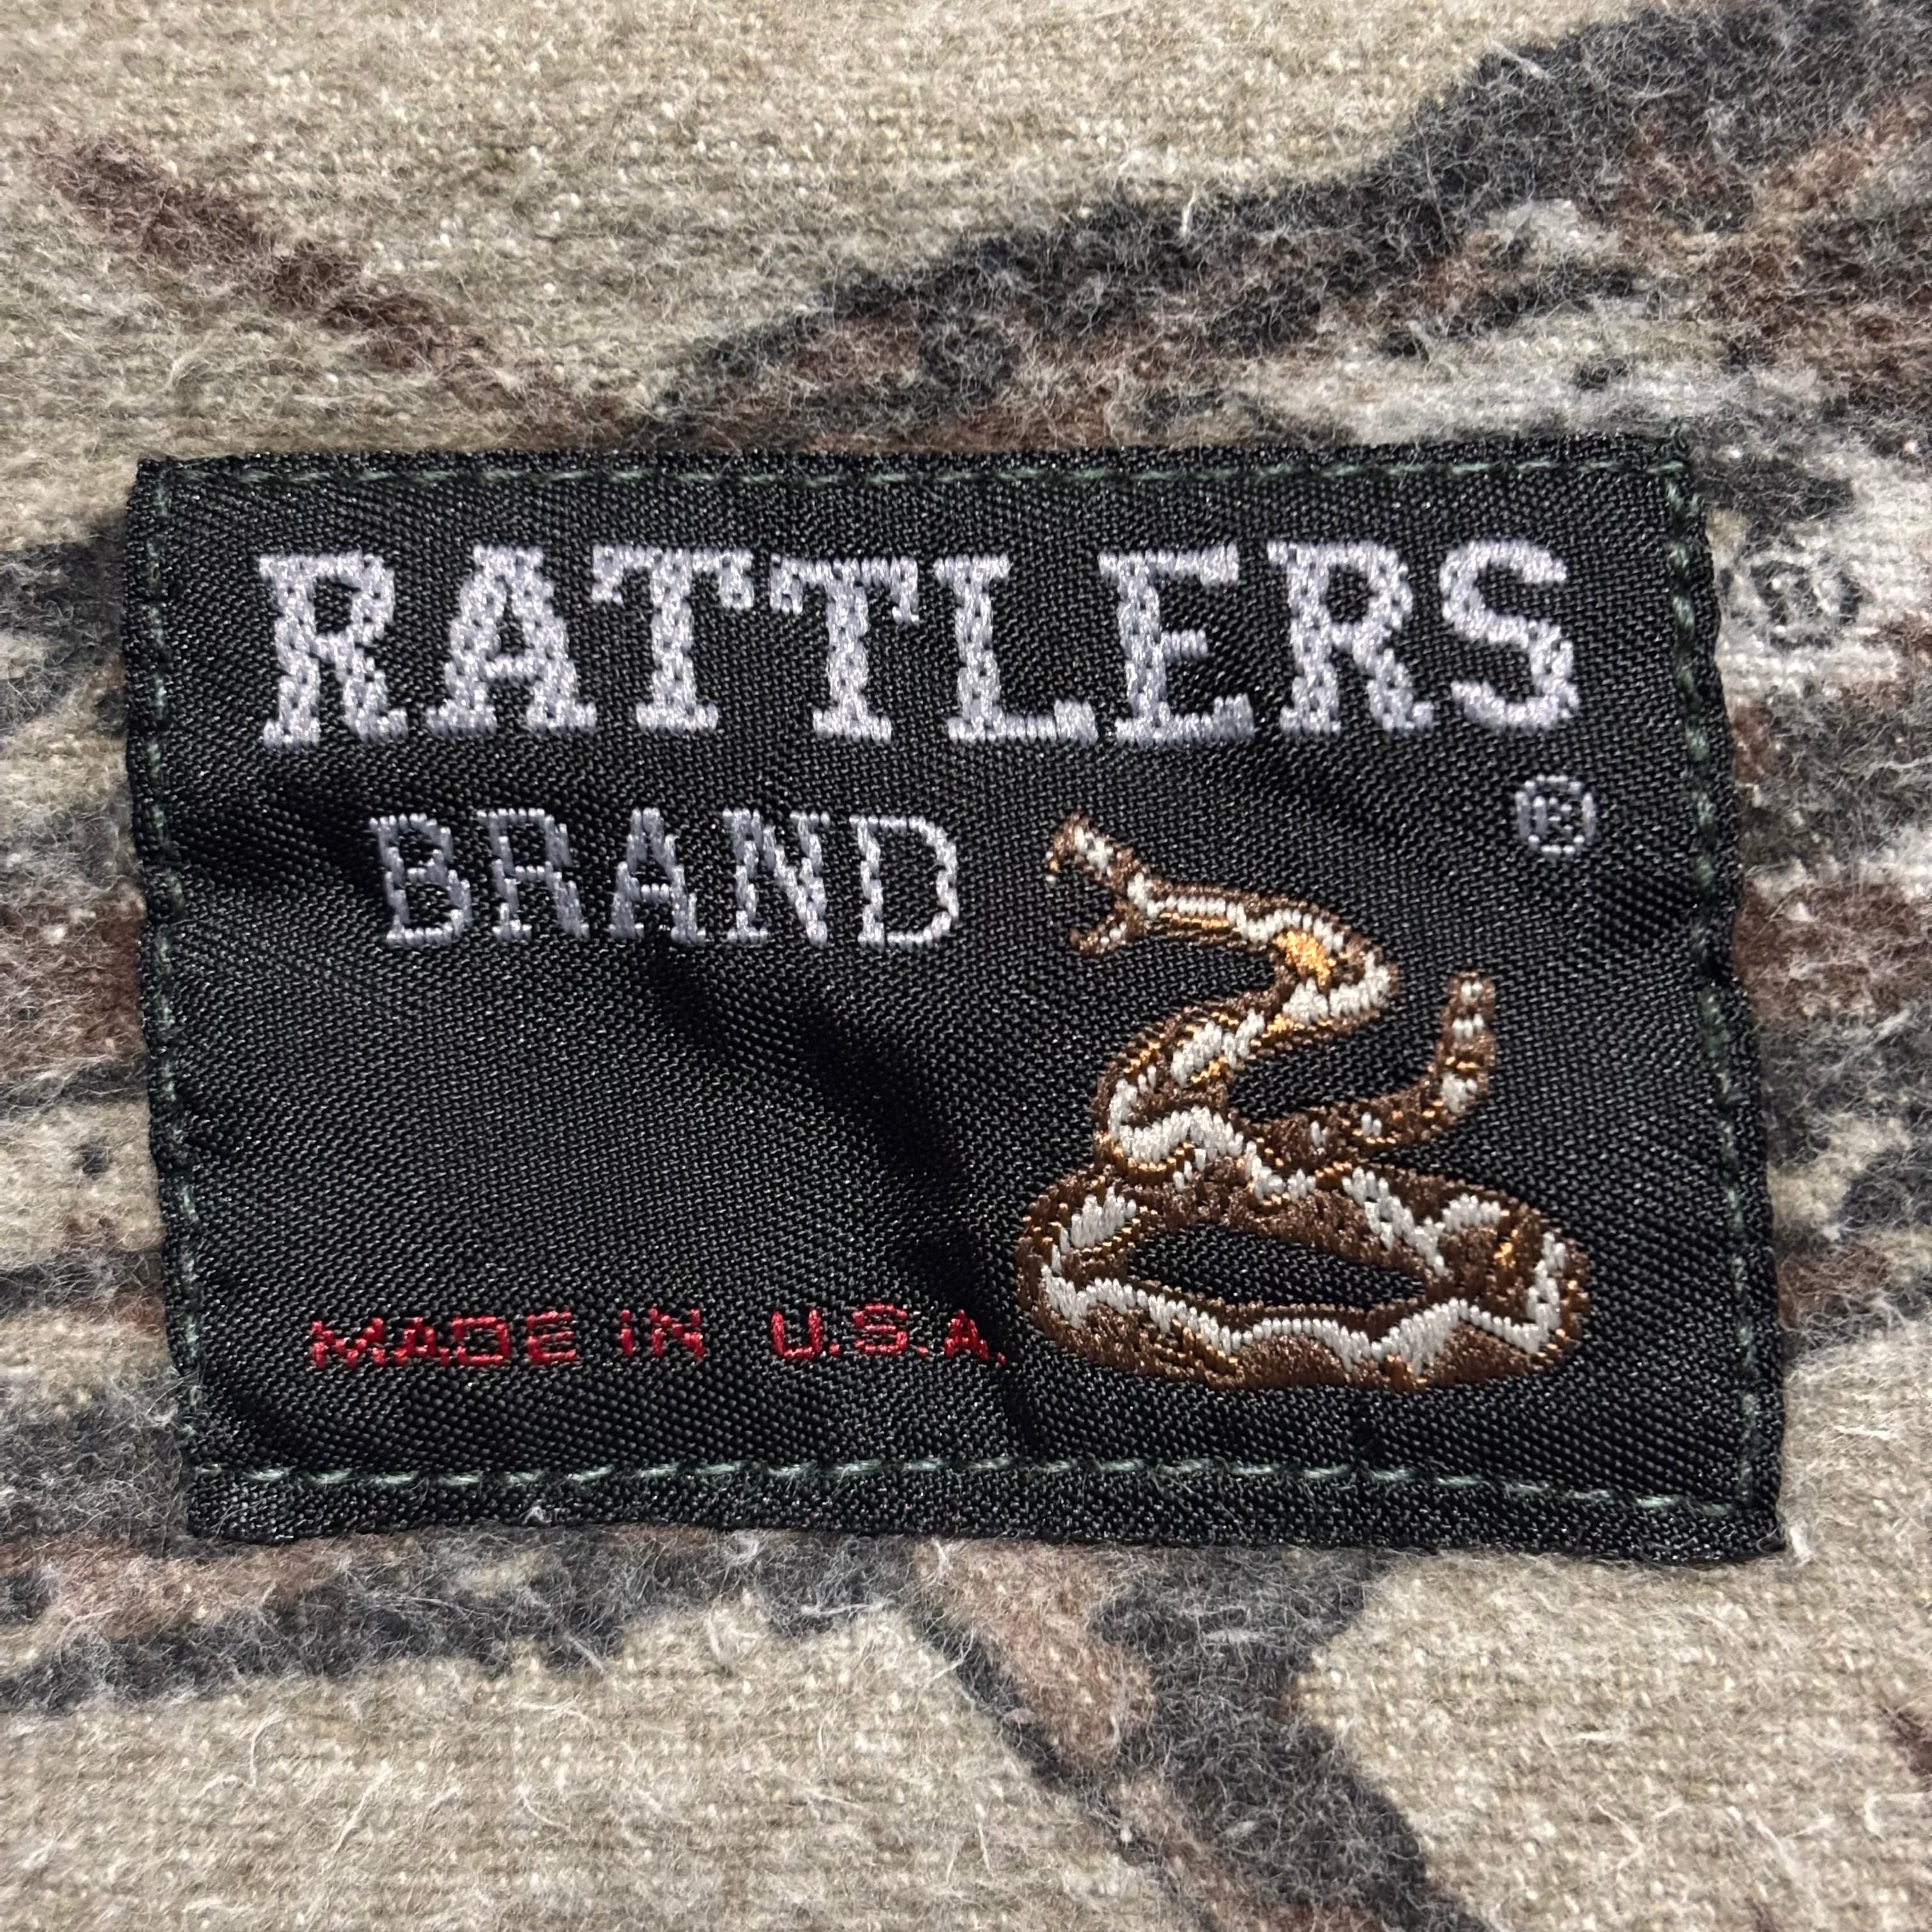 RATTLERS
BRAND
®
MADE IN U.S.A.